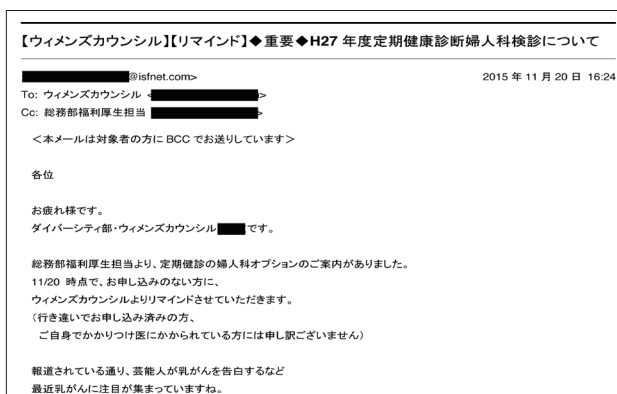 【ウィメンズカウンシル】【リマインド】◆重要◆H27 年度定期健康診断婦人科検診について
@isfnet.com>
2015 年 11 月 20 日 16:24
To: ウィメンズカウンシル <>
Cc: 総務部福利厚生担当 >
＜本メールは対象者の方に BCC でお送りしています＞
各位
お疲れ様です。
ダイバーシティ部・ウィメンズカウンシルです。
総務部福利厚生担当より、定期健診の婦人科オプションのご案内がありました。
11/20 時点で、お申し込みのない方に、
ウィメンズカウンシルよりリマインドさせていただきます。
（行き違いでお申し込み済みの方、
ご自身でかかりつけ医にかかられている方には申し訳ございません）
報道されている通り、芸能人が乳がんを告白するなど
最近乳がんに注目が集まっていますね。